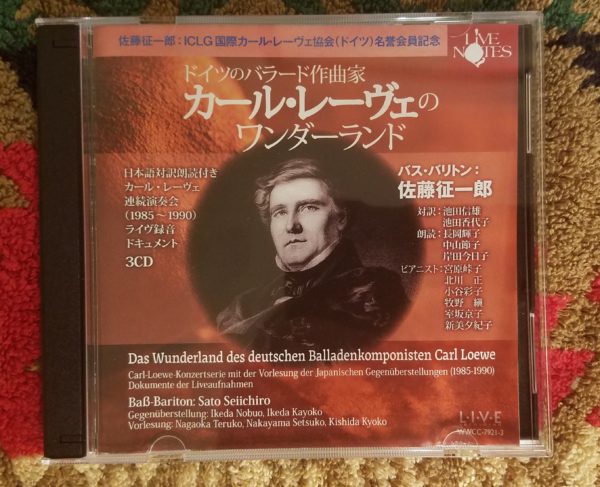 佐藤征一郎：ICLG国際カール・レーヴェ協会(ドイツ)名誉会員記念
LIVE
NOTES
ドイツのバラード作曲家
カール・レーヴェの
ワンダーランド
日本語対訳朗読付き
カール・レーヴェ
連続演奏会
(1985〜1990)
ライヴ録音
ドキュメント
3CD
バス・バリトン：
佐藤征一郎
対訳：池田信雄
池田香代子
朗読：長岡輝子
中山節子
岸田今日子
ピアニスト：宮原峠子
北川 正
小谷彩子
牧野 縝
室坂京子
新美夕紀子
Das Wunderland des deutschen Balladenkomponisten Carl Loewe
Carl-Loewe-Konzertserie mit der Vorlesung der Japanischen Gegenüberstellungen (1985-1990)
Dokumente der Liveaufnahmen
Baß-Bariton: Sato Seiichiro
Gegenüberstellung: Ikeda Nobuo, Ikeda Kayoko
Vorlesung: Nagaoka Teruko, Nakayama Setsuko, Kishida Kyoko
L·I·V·E
WWCC-7921-3